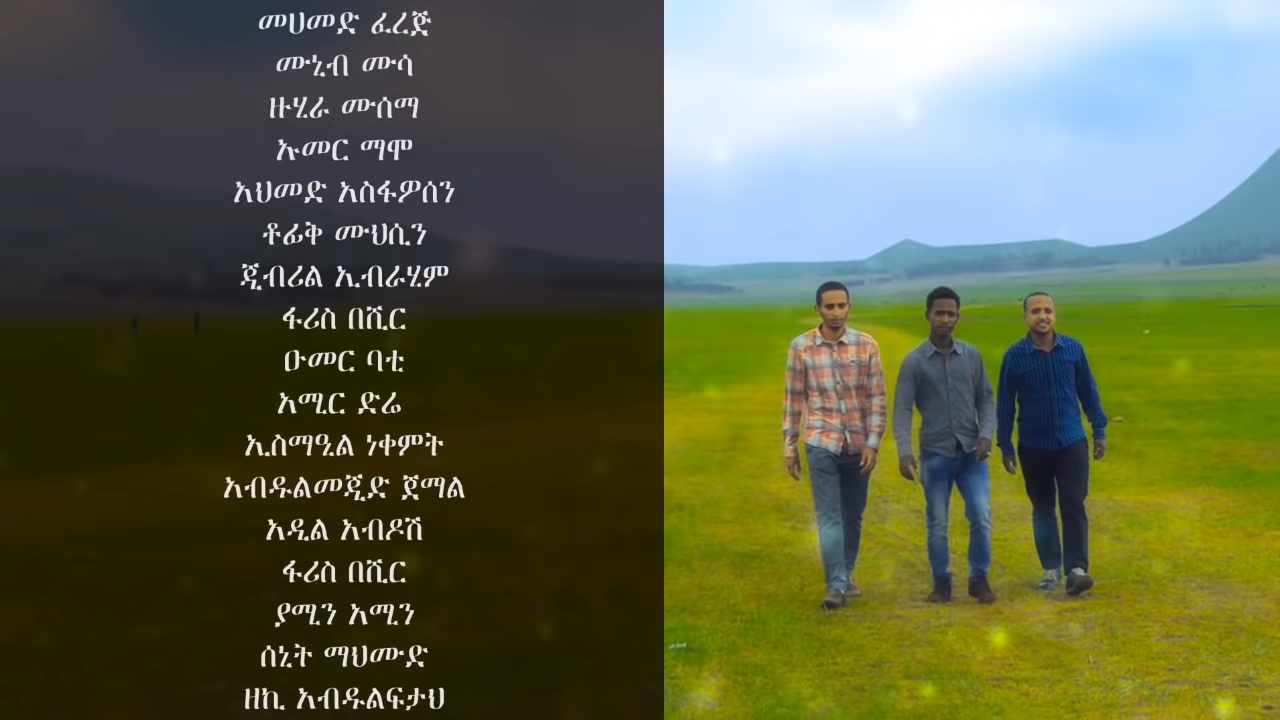 መሀመድ ፈረጅ
ሙኒብ ሙሳ
ዙሂራ ሙሰማ
ኡመር ማሞ
አህመድ አስፋዎሰን
ቶፊቅ ሙህሲን
ጂብሪል ኢብራሂም
ፋሪስ በሺር
ዑመር ባቲ
አሚር ድሬ
ኢስማዒል ነቀምት
አብዱልመጂድ ጀማል
አዲል አብዶሽ
ፋሪስ በሺር
ያሚን አሚን
ሰኒት ማህሙድ
ዘኪ አብዱልፍታህ